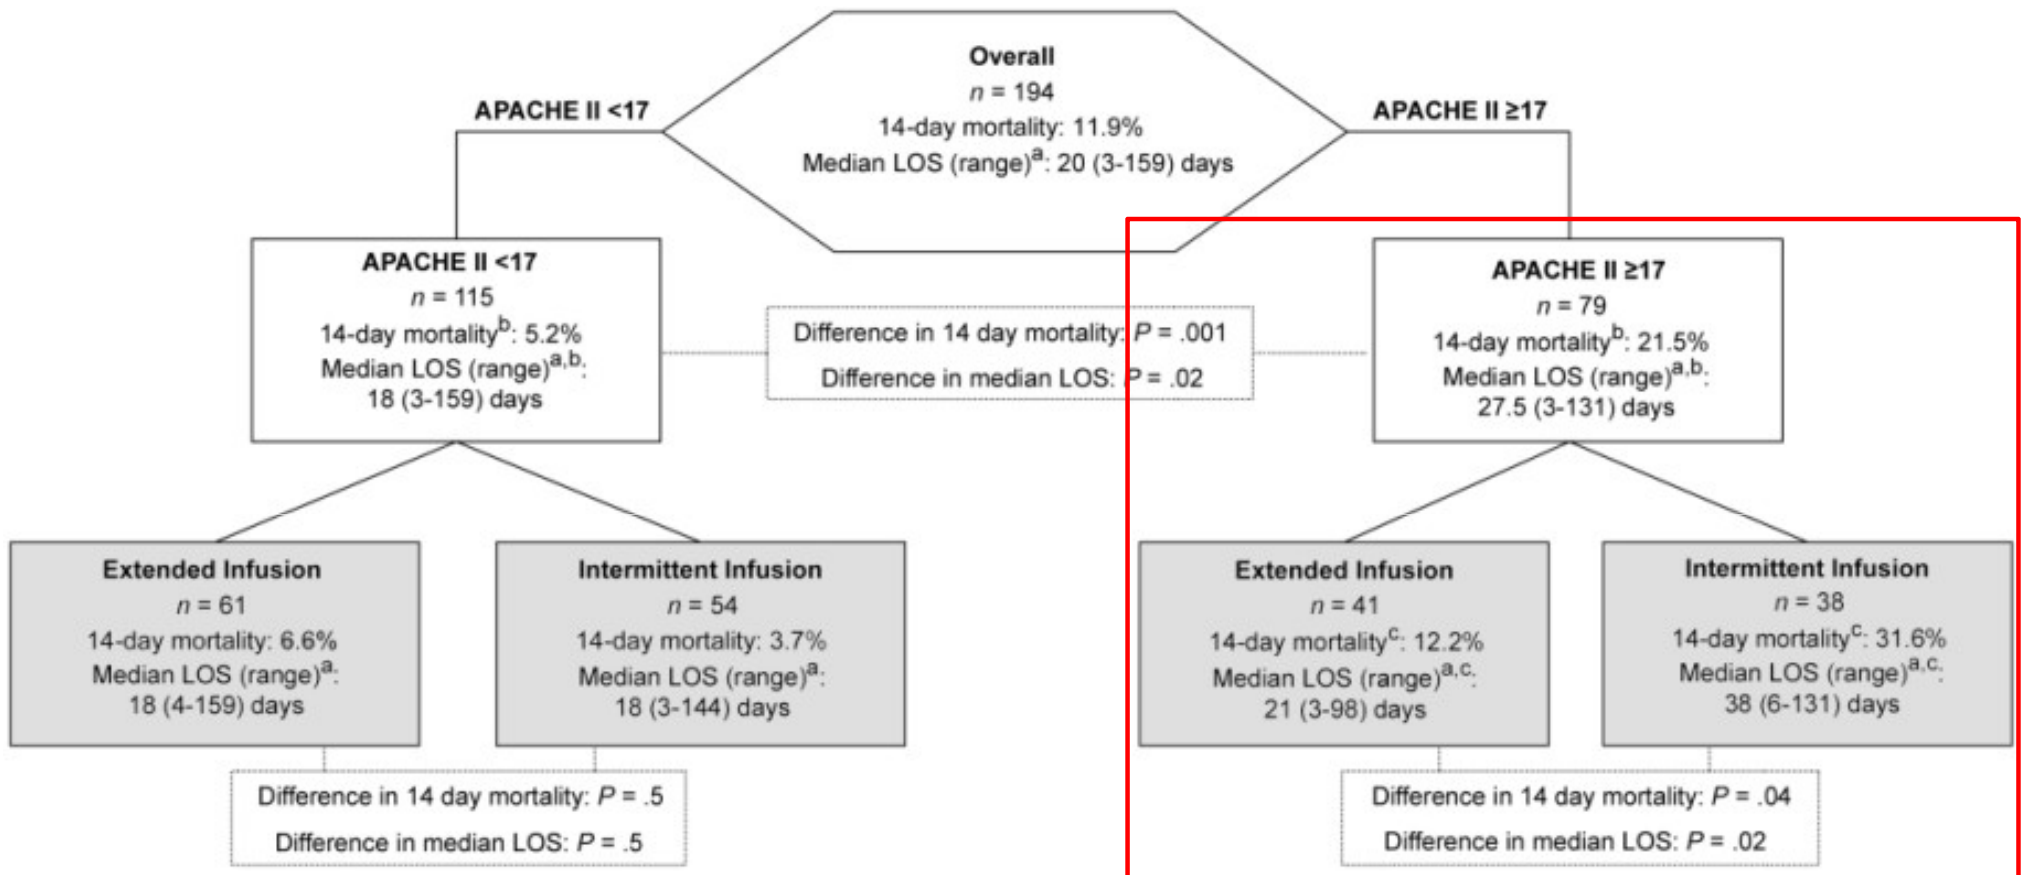 Overall
n = 194
14-day mortality: 11.9%
Median LOS (range)a: 20 (3-159) days
APACHE II <17
APACHE II ≥17
APACHE II <17
n = 115
14-day mortalityb: 5.2%
Median LOS (range)a,b:
18 (3-159) days
Difference in 14 day mortality: P = .001
Difference in median LOS: P = .02
APACHE II ≥17
n = 79
14-day mortalityb: 21.5%
Median LOS (range)a,b:
27.5 (3-131) days
Extended Infusion
n = 61
14-day mortality: 6.6%
Median LOS (range)a:
18 (4-159) days
Intermittent Infusion
n = 54
14-day mortality: 3.7%
Median LOS (range)a:
18 (3-144) days
Extended Infusion
n = 41
14-day mortalityc: 12.2%
Median LOS (range)a,c:
21 (3-98) days
Intermittent Infusion
n = 38
14-day mortalityc: 31.6%
Median LOS (range)a,c:
38 (6-131) days
Difference in 14 day mortality: P = .5
Difference in median LOS: P = .5
Difference in 14 day mortality: P = .04
Difference in median LOS: P = .02